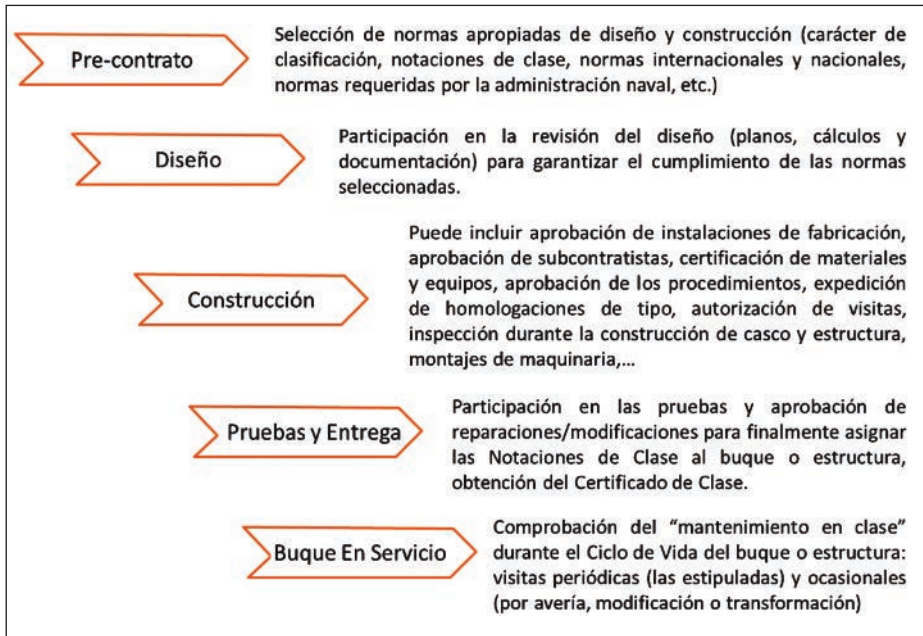 Pre-contrato
Selección de normas apropiadas de diseño y construcción (carácter de
clasificación, notaciones de clase, normas internacionales y nacionales,
normas requeridas por la administración naval, etc.)
Diseño
Participación en la revisión del diseño (planos, cálculos y
documentación) para garantizar el cumplimiento de las normas
seleccionadas.
Construcción
Puede incluir aprobación de instalaciones de fabricación,
aprobación de subcontratistas, certificación de materiales
y equipos, aprobación de los procedimientos, expedición
de homologaciones de tipo, autorización de visitas,
inspección durante la construcción de casco y estructura,
montajes de maquinaria,...
Pruebas y Entrega
Participación en las pruebas y aprobación de
reparaciones/modificaciones para finalmente asignar
las Notaciones de Clase al buque o estructura,
obtención del Certificado de Clase.
Buque En Servicio
Comprobación del “mantenimiento en clase”
durante el Ciclo de Vida del buque o estructura:
visitas periódicas (las estipuladas) y ocasionales
(por avería, modificación o transformación)